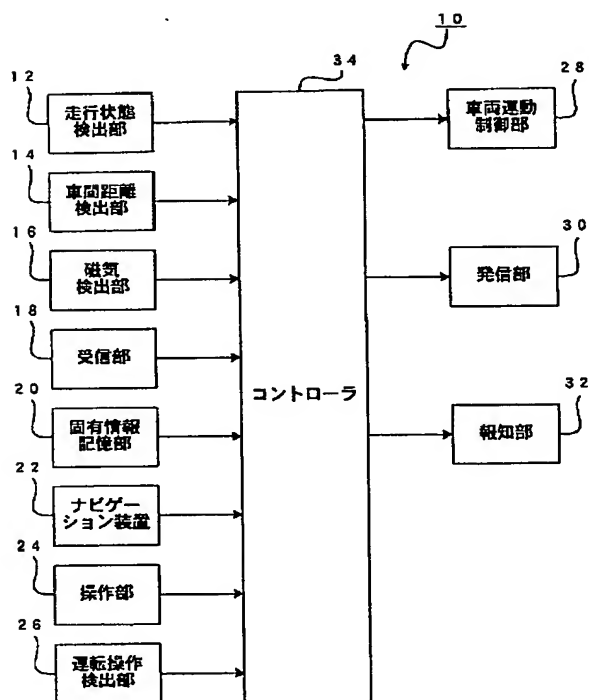 10
34
12
走行状態
検出部
車両運動
制御部
28
14
車間距離
検出部
16
磁気
検出部
発信部
30
18
受信部
コントローラ
20
固有情報
記憶部
報知部
32
22
ナビゲー
ション装置
24
操作部
26
運転操作
検出部